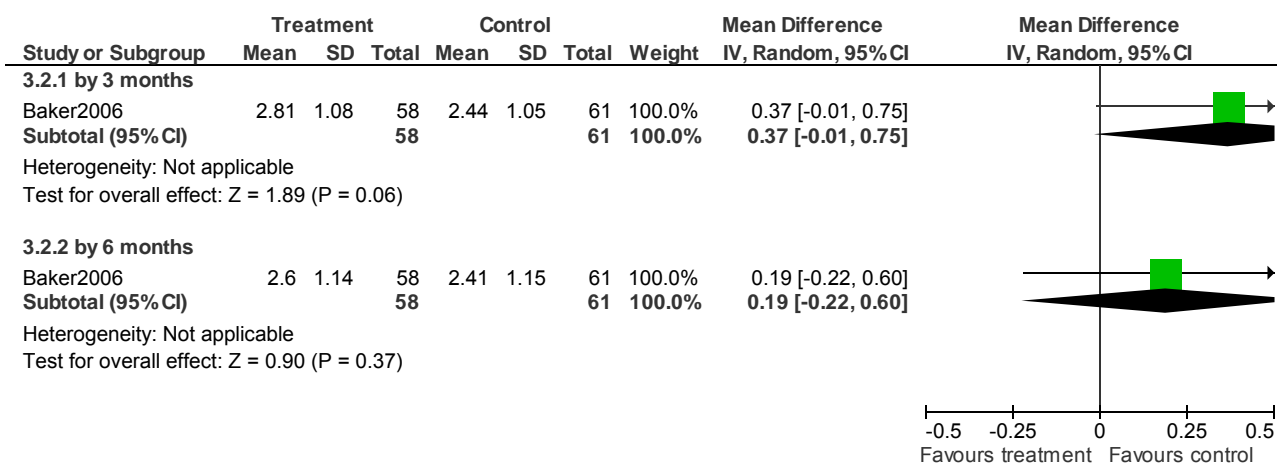 Treatment Control Mean Difference Mean Difference
Study or Subgroup Mean SD Total Mean SD Total Weight IV, Random, 95% CI IV, Random, 95% CI
3.2.1 by 3 months
Baker2006 2.81 1.08 58 2.44 1.05 61 100.0% 0.37 [-0.01, 0.75]
Subtotal (95% CI) 58 61 100.0% 0.37 [-0.01, 0.75]
Heterogeneity: Not applicable
Test for overall effect: Z = 1.89 (P = 0.06)
3.2.2 by 6 months
Baker2006 2.6 1.14 58 2.41 1.15 61 100.0% 0.19 [-0.22, 0.60]
Subtotal (95% CI) 58 61 100.0% 0.19 [-0.22, 0.60]
Heterogeneity: Not applicable
Test for overall effect: Z = 0.90 (P = 0.37)
-0.5 -0.25 0 0.25 0.5
Favours treatment Favours control